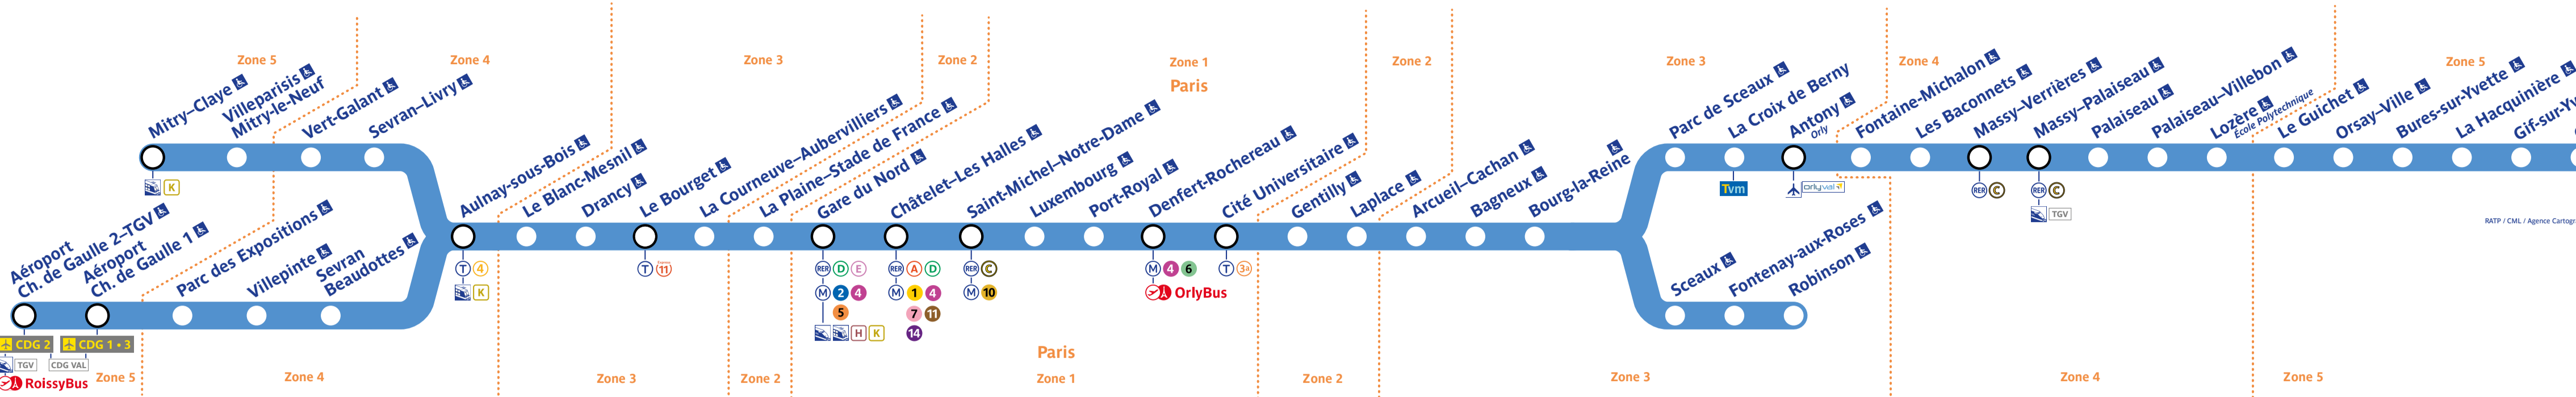 Zone 5
Zone 4
Zone 3
Zone 2
Zone 1
Paris
Zone 2
Zone 3
Zone 4
Zone 5
Mitry–Claye
Villeparisis
Mitry-le-Neuf
Vert-Galant
Sevran–Livry
K
Aéroport
Ch. de Gaulle 2–TGV
Aéroport
Ch. de Gaulle 1
Parc des Expositions
Villepinte
Sevran
Beaudottes
CDG 2
CDG 1 • 3
TGV
CDG VAL
RoissyBus
Aulnay-sous-Bois
T 4
K
Le Blanc-Mesnil
Drancy
Le Bourget
T Express 11
La Courneuve–Aubervilliers
La Plaine–Stade de France
Gare du Nord
RER D E
M 2 4
5
H K
Châtelet–Les Halles
RER A D
M 1 4
7 11
14
Saint-Michel–Notre-Dame
RER C
M 10
Luxembourg
Port-Royal
Denfert-Rochereau
M 4 6
OrlyBus
Cité Universitaire
T 3a
Gentilly
Laplace
Arcueil–Cachan
Bagneux
Bourg-la-Reine
Parc de Sceaux
La Croix de Berny
Tvm
Antony
Orly
orlyval
Fontaine-Michalon
Les Baconnets
Massy–Verrières
RER C
Massy–Palaiseau
RER C
TGV
Palaiseau
Palaiseau–Villebon
Lozère
École Polytechnique
Le Guichet
Orsay–Ville
Bures-sur-Yvette
La Hacquinière
Gif-sur-Yv
Sceaux
Fontenay-aux-Roses
Robinson
RATP / CML / Agence Cartogr
Zone 5
Zone 4
Zone 3
Zone 2
Paris
Zone 1
Zone 2
Zone 3
Zone 4
Zone 5